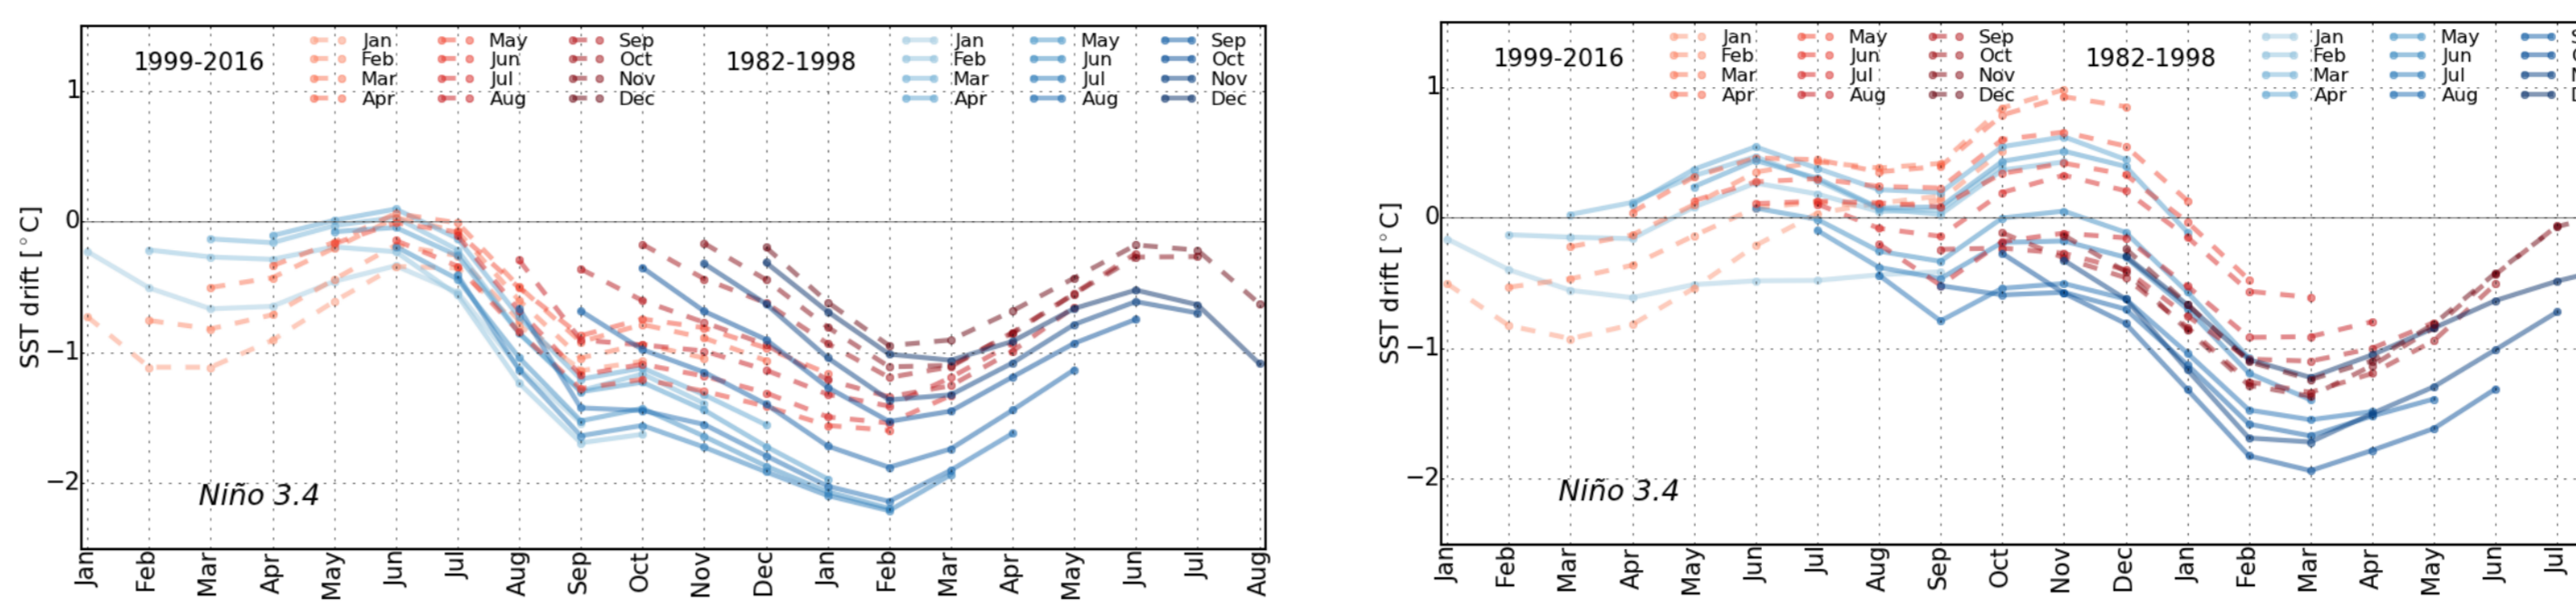 1999-2016 Jan May Sep 1982-1998 Jan May Sep
Feb Jun Oct Feb Jun Oct
Mar Jul Nov Mar Jul Nov
Apr Aug Dec Apr Aug Dec
SST drift [°C]
1
0
−1
−2
Niño 3.4
Jan Feb Mar Apr May Jun Jul Aug Sep Oct Nov Dec Jan Feb Mar Apr May Jun Jul Aug
1999-2016 Jan May Sep 1982-1998 Jan May
Feb Jun Oct Feb Jun
Mar Jul Nov Mar Jul
Apr Aug Dec Apr Aug
SST drift [°C]
1
0
−1
−2
Niño 3.4
Jan Feb Mar Apr May Jun Jul Aug Sep Oct Nov Dec Jan Feb Mar Apr May Jun Jul